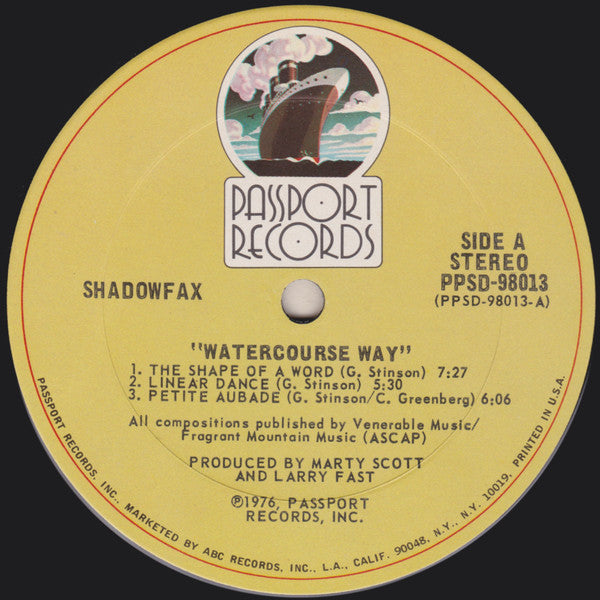 PASSPORT
RECORDS
SIDE A
STEREO
PPSD-98013
(PPSD-98013-A)
SHADOWFAX
"WATERCOURSE WAY"
1. THE SHAPE OF A WORD (G. Stinson) 7:27
2. LINEAR DANCE (G. Stinson) 5:30
3. PETITE AUBADE (G. Stinson/C. Greenberg) 6:06
All compositions published by Venerable Music/
Fragrant Mountain Music (ASCAP)
PRODUCED BY MARTY SCOTT
AND LARRY FAST
℗1976, PASSPORT
RECORDS, INC.
PASSPORT RECORDS, INC., MARKETED BY ABC RECORDS, INC., L.A., CALIF. 90048, N.Y., N.Y. 10019. PRINTED IN U.S.A.